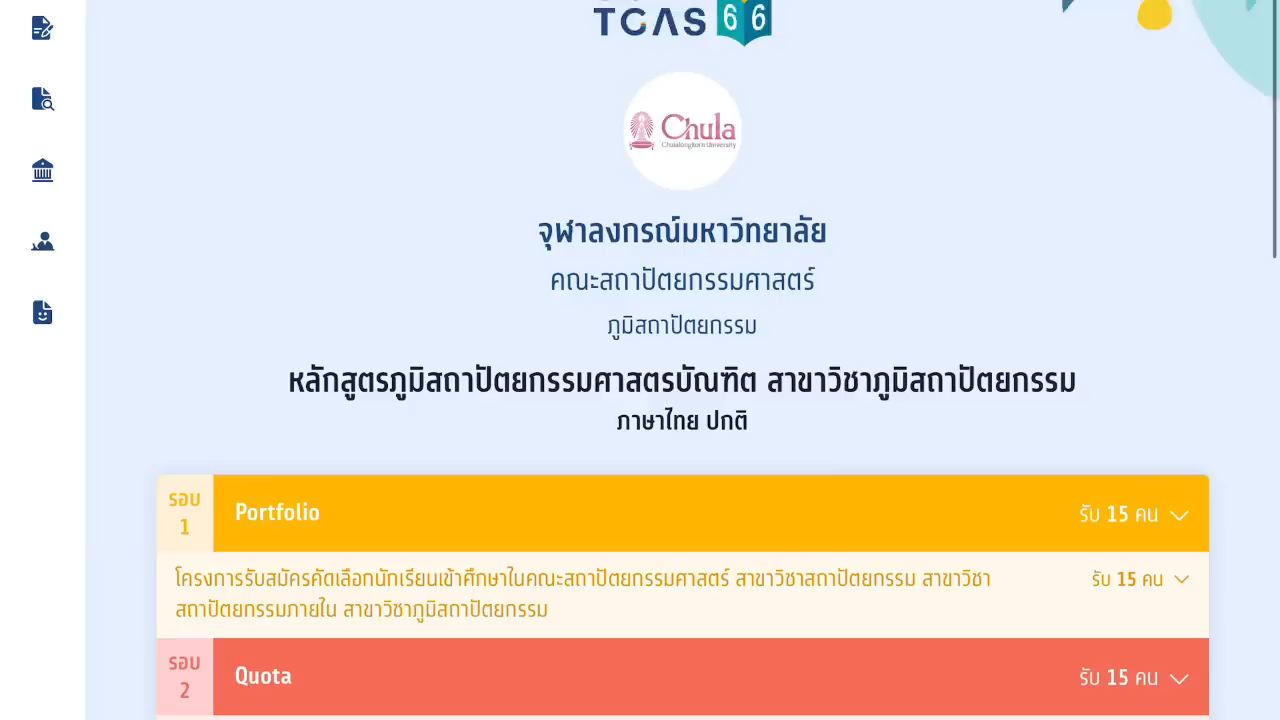 TCAS 66
Chula
Chulalongkorn University
จุฬาลงกรณ์มหาวิทยาลัย
คณะสถาปัตยกรรมศาสตร์
ภูมิสถาปัตยกรรม
หลักสูตรภูมิสถาปัตยกรรมศาสตรบัณฑิต สาขาวิชาภูมิสถาปัตยกรรม
ภาษาไทย ปกติ
รอบ 1 Portfolio รับ 15 คน
โครงการรับสมัครคัดเลือกนักเรียนเข้าศึกษาในคณะสถาปัตยกรรมศาสตร์ สาขาวิชาสถาปัตยกรรม สาขาวิชา รับ 15 คน
สถาปัตยกรรมภายใน สาขาวิชาภูมิสถาปัตยกรรม
รอบ 2 Quota รับ 15 คน